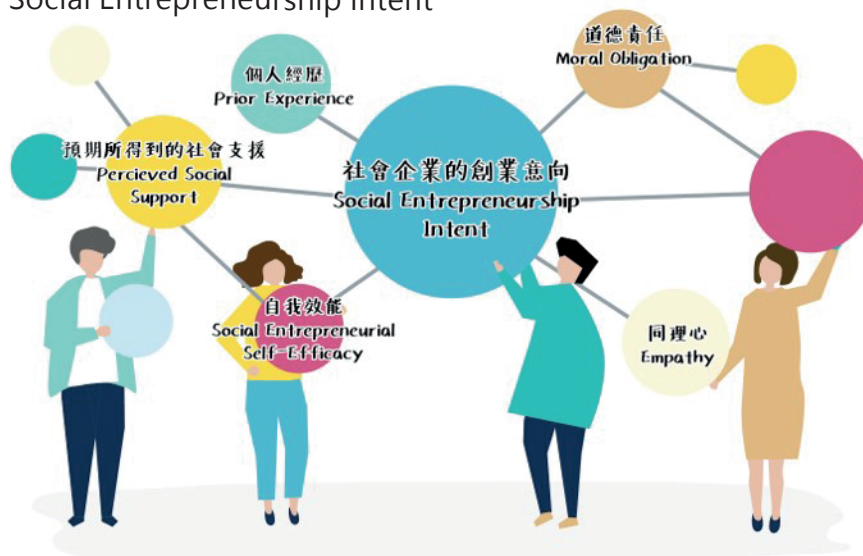 Social Entrepreneurship Intent
道德責任
Moral Obligation
個人經歷
Prior Experience
預期所得到的社會支援
Percieved Social
Support
社會企業的創業意向
Social Entrepreneurship
Intent
自我效能
Social Entrepreneurial
Self-Efficacy
同理心
Empathy